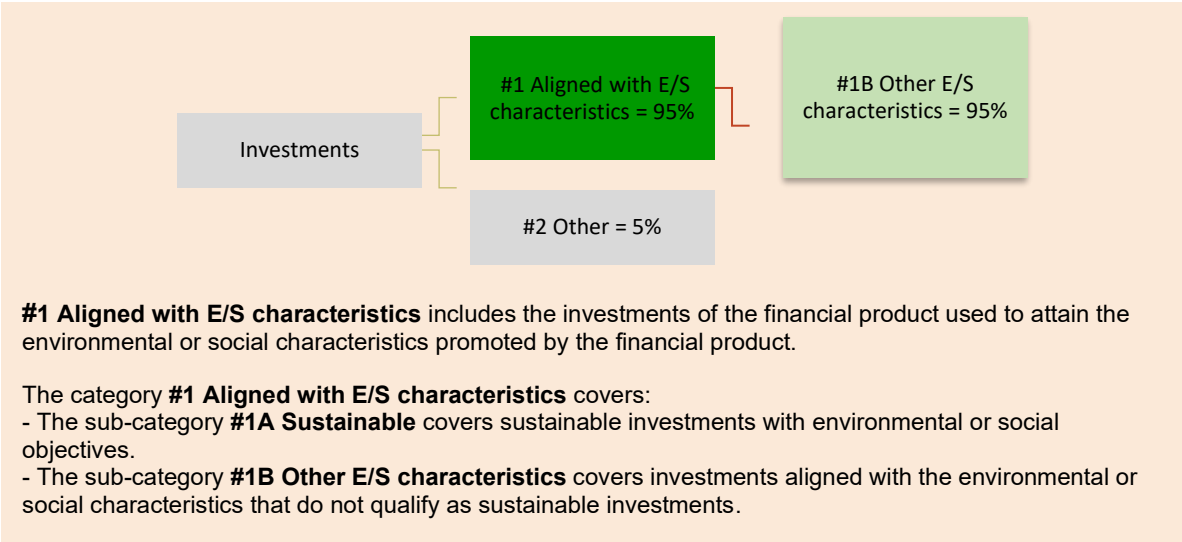 #1 Aligned with E/S
characteristics = 95%
#1B Other E/S
characteristics = 95%
Investments
#2 Other = 5%
#1 Aligned with E/S characteristics includes the investments of the financial product used to attain the
environmental or social characteristics promoted by the financial product.
The category #1 Aligned with E/S characteristics covers:
- The sub-category #1A Sustainable covers sustainable investments with environmental or social
objectives.
- The sub-category #1B Other E/S characteristics covers investments aligned with the environmental or
social characteristics that do not qualify as sustainable investments.